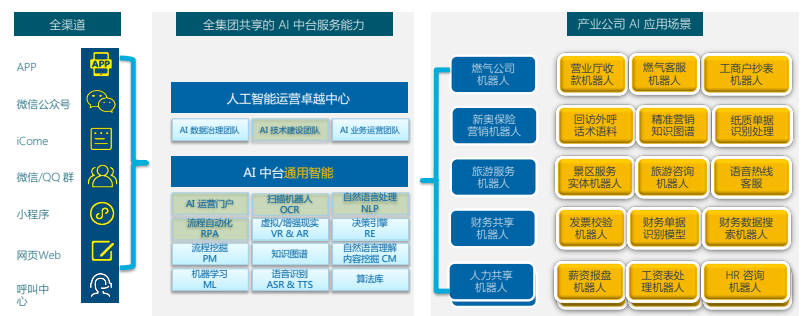 全渠道
APP
APP
微信公众号
iCome
微信/QQ 群
小程序
网页Web
呼叫中
心
全集团共享的 AI 中台服务能力
人工智能运营卓越中心
AI 数据治理团队
AI 技术建设团队
AI 业务运营团队
AI 中台通用智能
AI 运营门户
扫描机器人
OCR
自然语言处理
NLP
流程自动化
RPA
虚拟/增强现实
VR & AR
决策引擎
RE
流程挖掘
PM
知识图谱
自然语言理解
内容挖掘 CM
机器学习
ML
语音识别
ASR & TTS
算法库
产业公司 AI 应用场景
燃气公司
机器人
营业厅收
款机器人
燃气客服
机器人
工商户抄表
机器人
新奥保险
营销机器人
回访外呼
话术语料
精准营销
知识图谱
纸质单据
识别处理
旅游服务
机器人
景区服务
实体机器人
旅游咨询
机器人
语音热线
客服
财务共享
机器人
发票校验
机器人
财务单据
识别模型
财务数据搜
索机器人
人力共享
机器人
薪资报盘
机器人
工资表处
理机器人
HR 咨询
机器人